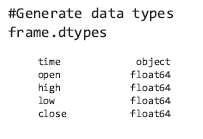 #Generate data types
frame.dtypes
time object
open float64
high float64
low float64
close float64